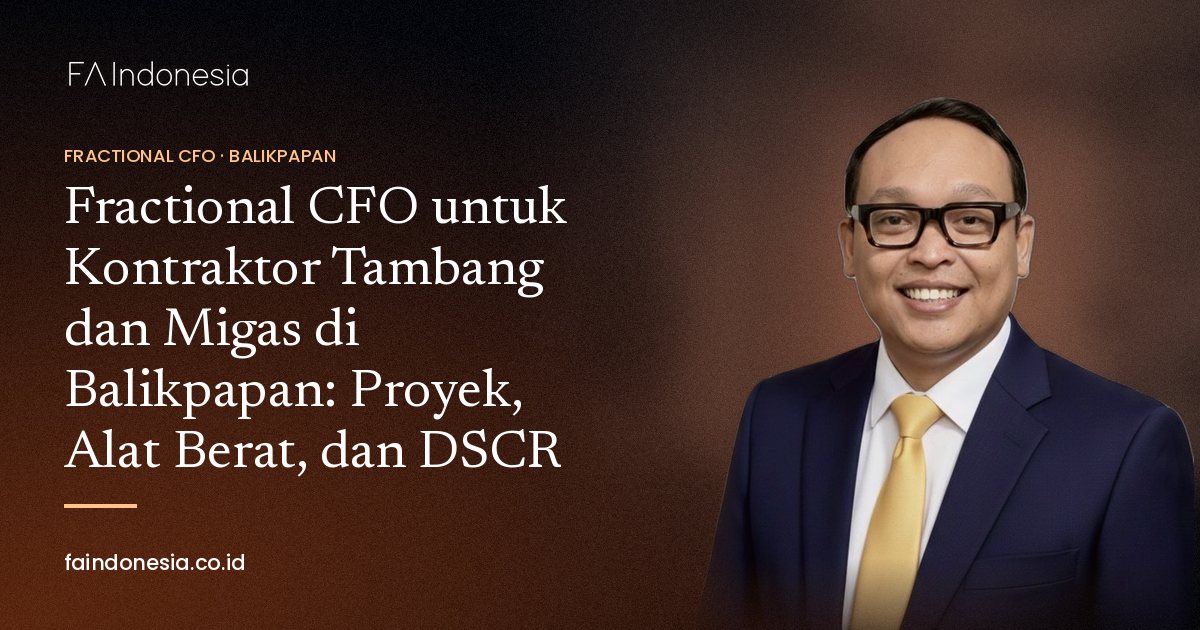 FA Indonesia
FRACTIONAL CFO · BALIKPAPAN
Fractional CFO untuk
Kontraktor Tambang
dan Migas di
Balikpapan: Proyek,
Alat Berat, dan DSCR
faindonesia.co.id